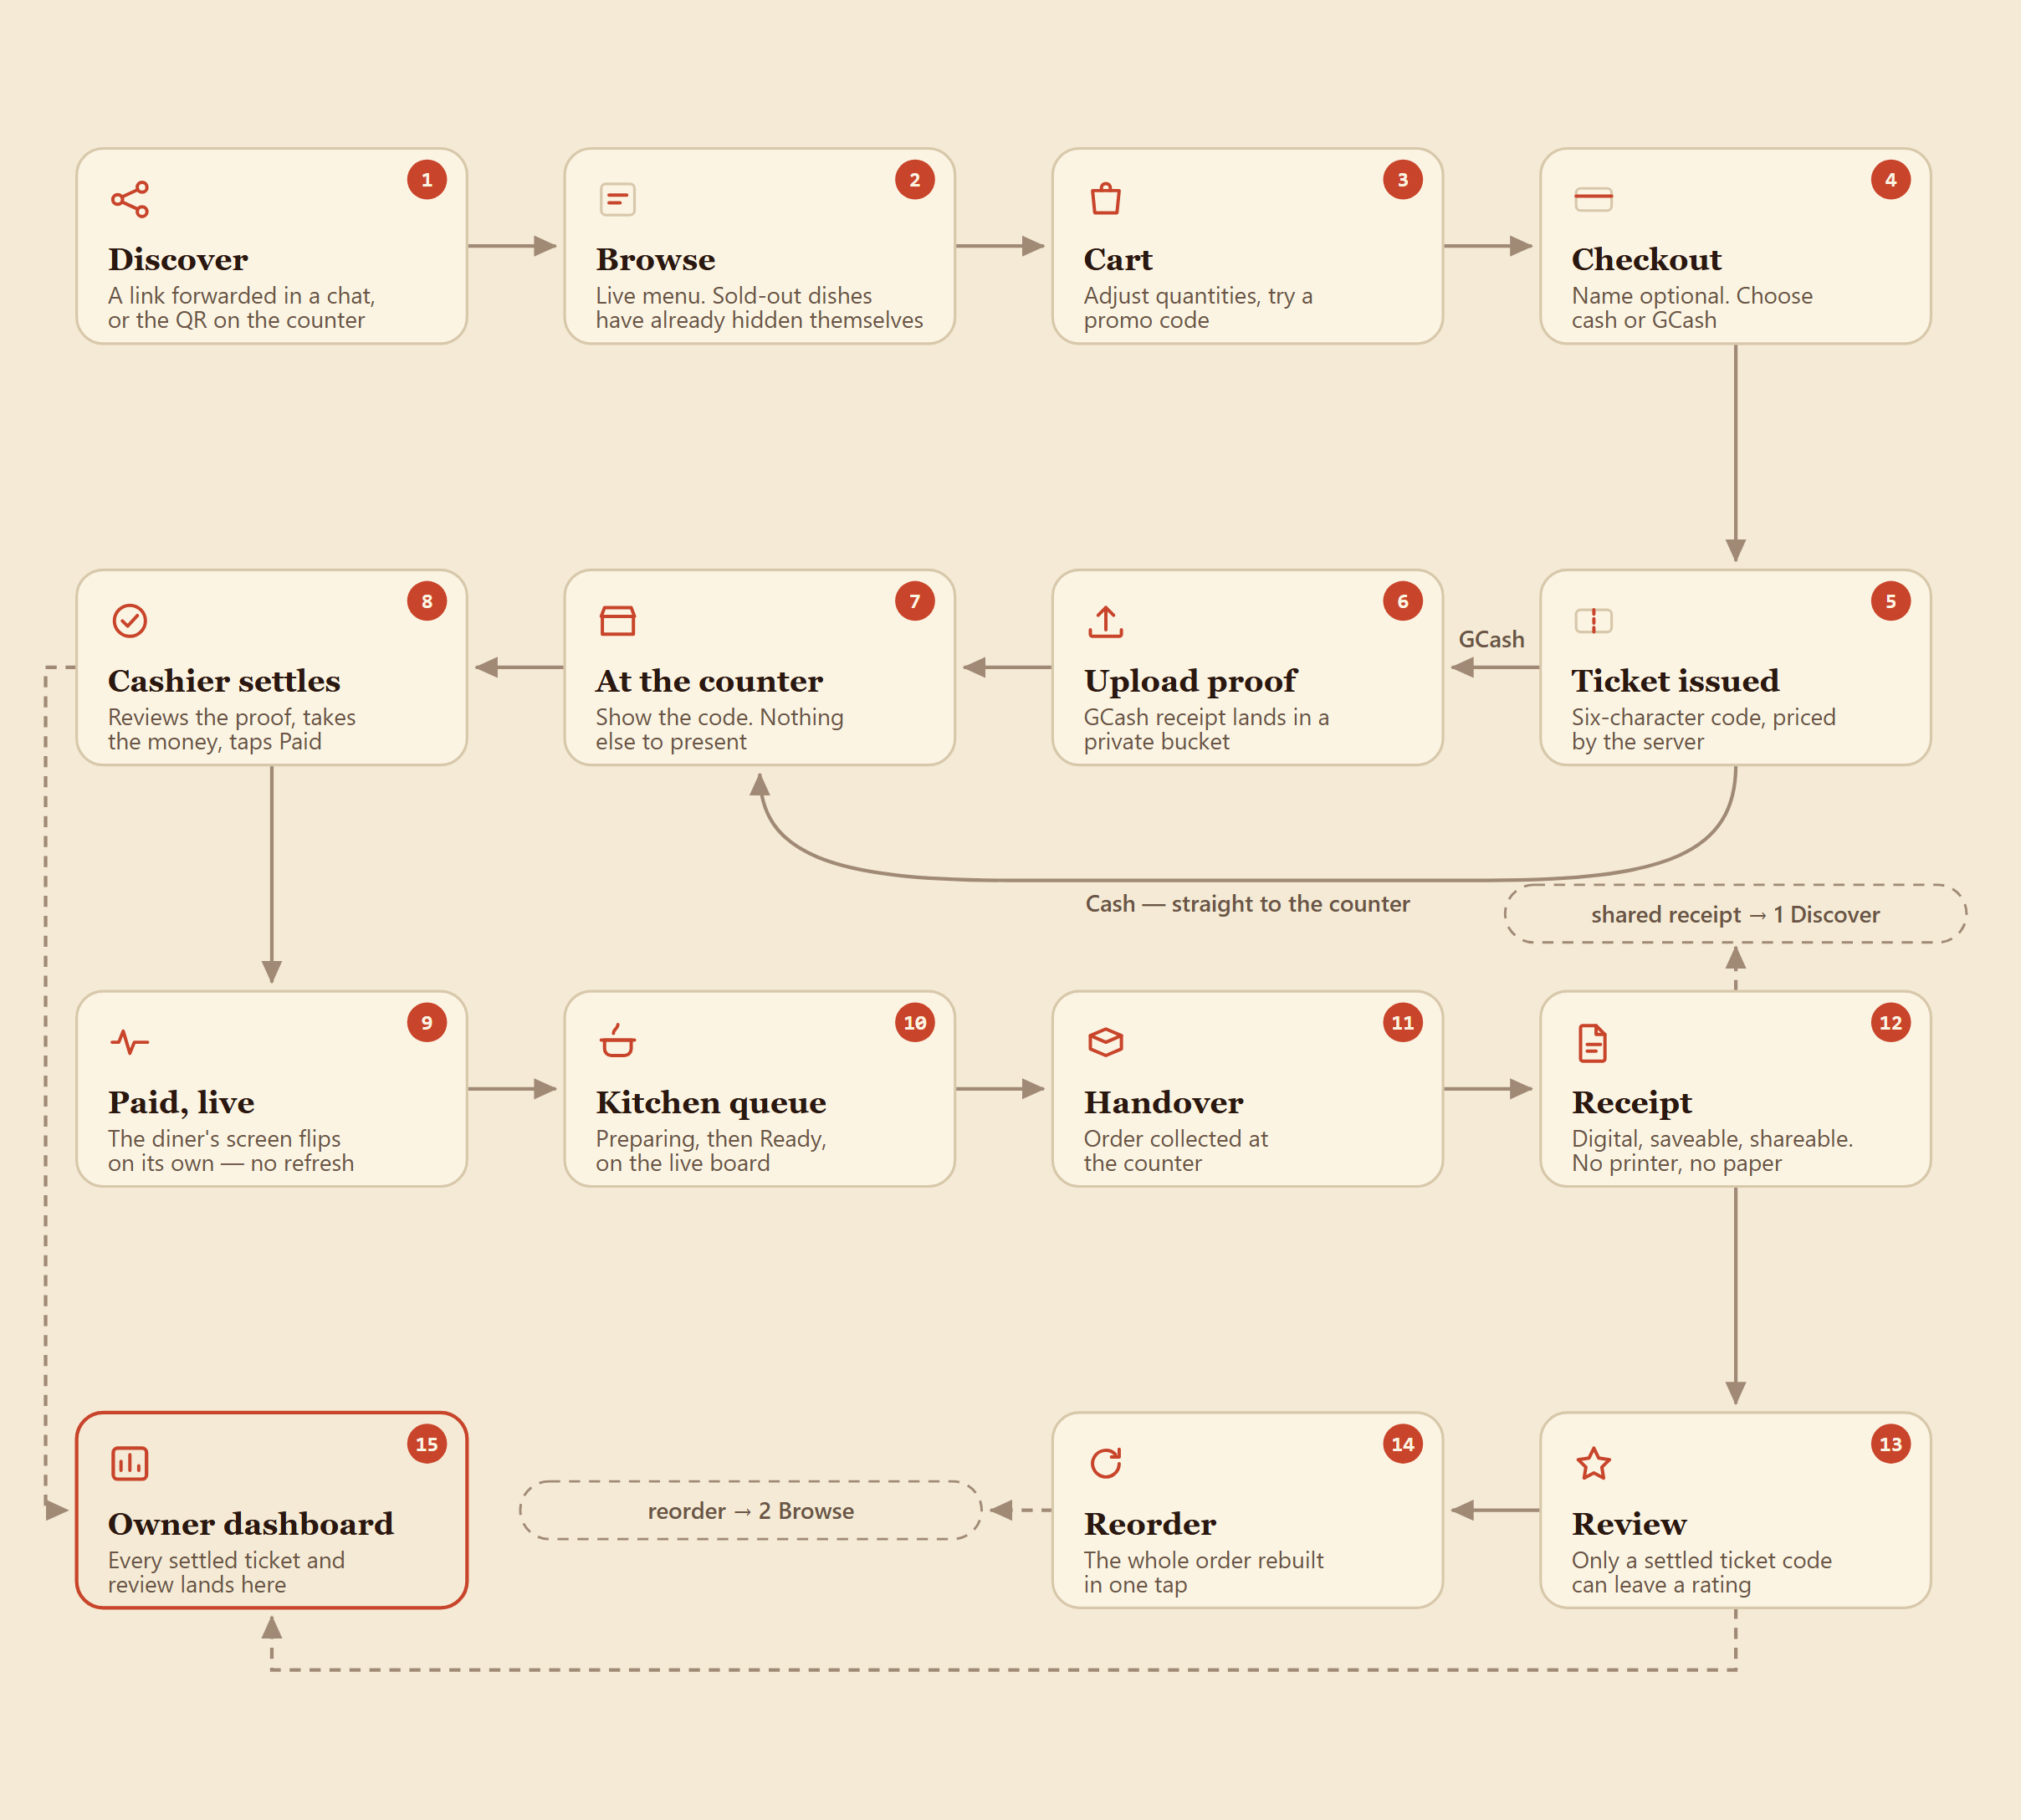 1
Discover
A link forwarded in a chat,
or the QR on the counter
2
Browse
Live menu. Sold-out dishes
have already hidden themselves
3
Cart
Adjust quantities, try a
promo code
4
Checkout
Name optional. Choose
cash or GCash
8
Cashier settles
Reviews the proof, takes
the money, taps Paid
7
At the counter
Show the code. Nothing
else to present
6
Upload proof
GCash receipt lands in a
private bucket
GCash
5
Ticket issued
Six-character code, priced
by the server
Cash — straight to the counter
shared receipt → 1 Discover
9
Paid, live
The diner's screen flips
on its own — no refresh
10
Kitchen queue
Preparing, then Ready,
on the live board
11
Handover
Order collected at
the counter
12
Receipt
Digital, saveable, shareable.
No printer, no paper
15
Owner dashboard
Every settled ticket and
review lands here
reorder → 2 Browse
14
Reorder
The whole order rebuilt
in one tap
13
Review
Only a settled ticket code
can leave a rating